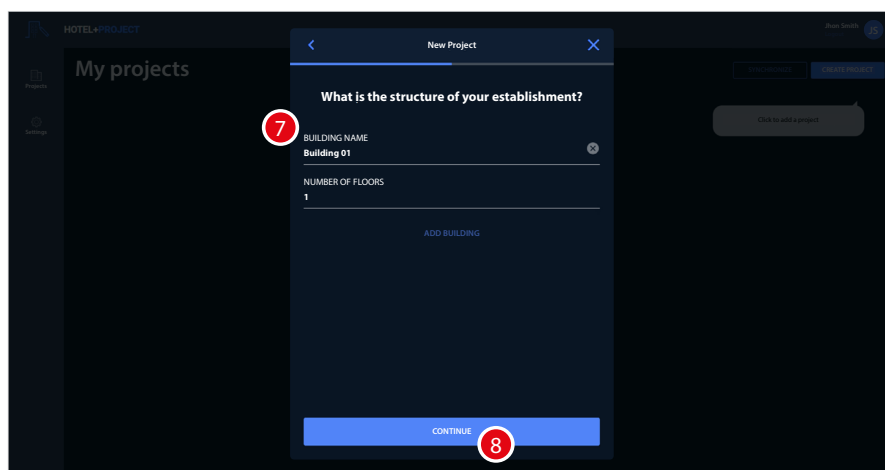 HOTEL+PROJECT
Jhon Smith
JS
New Project
My projects
Projects
Settings
SYNCHRONIZE
CREATE PROJECT
Click to add a project
What is the structure of your establishment?
7
BUILDING NAME
Building 01
NUMBER OF FLOORS
1
ADD BUILDING
CONTINUE
8